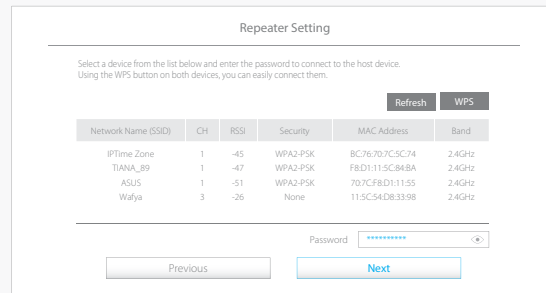 Repeater Setting
Select a device from the list below and enter the password to connect to the host device.
Using the WPS button on both devices, you can easily connect them.
Refresh WPS
Network Name (SSID) CH RSSI Security MAC Address Band
IPTime Zone 1 -45 WPA2-PSK BC:76:70:7C:5C:74 2.4GHz
TIANA_89 1 -47 WPA2-PSK F8:D1:11:5C:84:BA 2.4GHz
ASUS 1 -51 WPA2-PSK 70:7C:F8:D1:11:55 2.4GHz
Wafya 3 -26 None 11:5C:54:D8:33:98 2.4GHz
Password **********
Previous Next